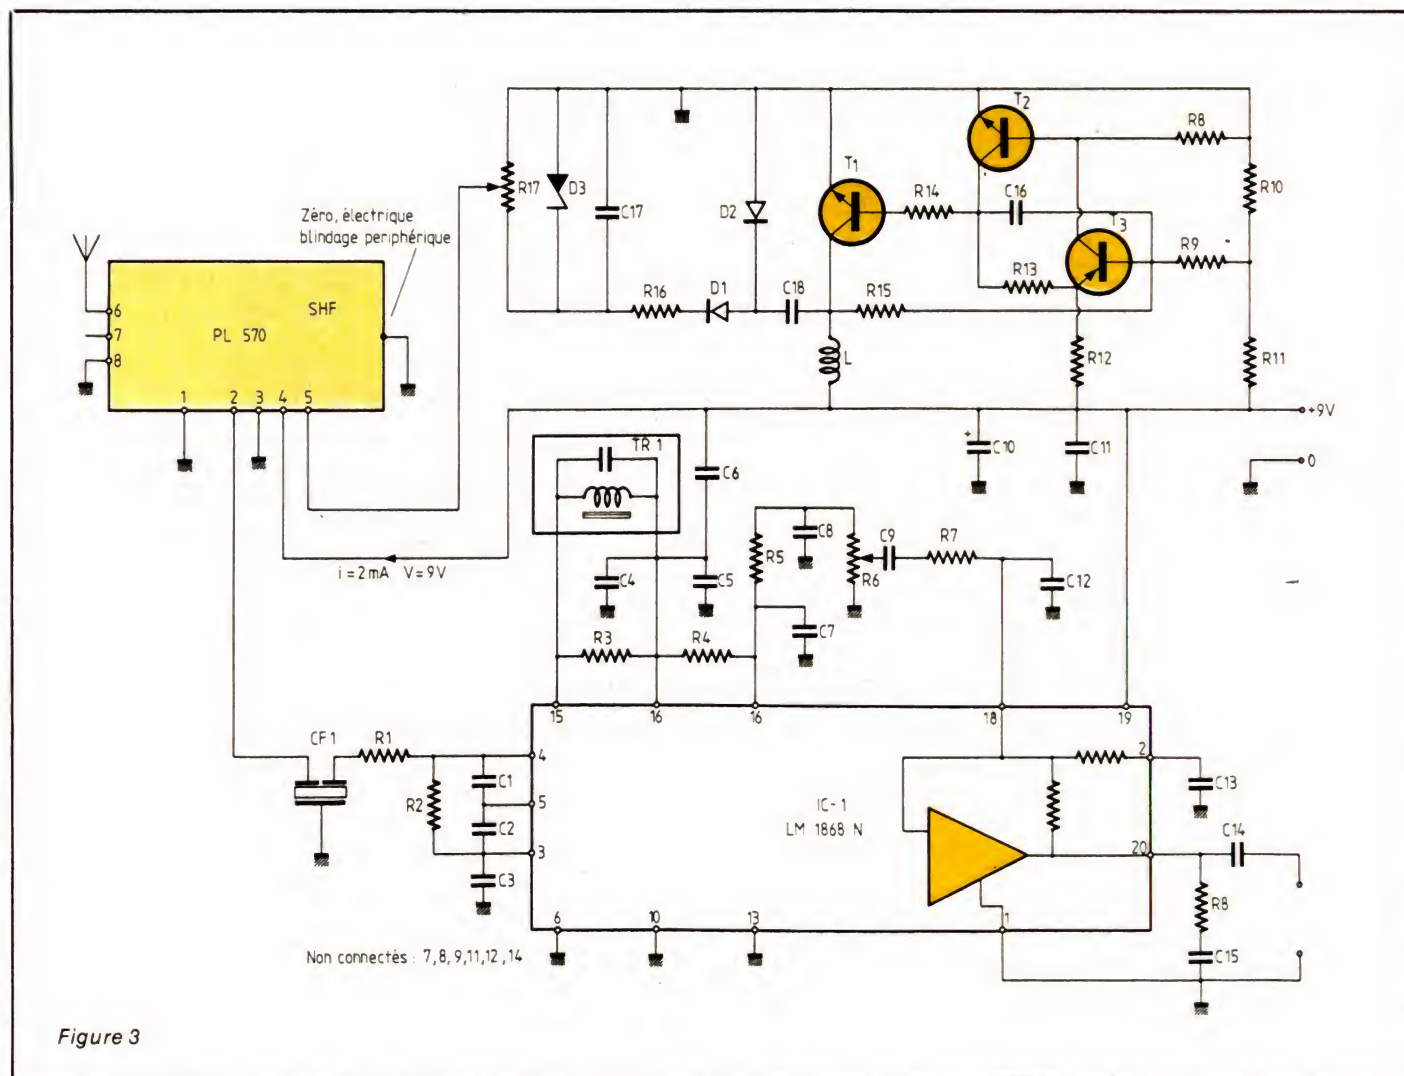 T2
R8
T1
R17
D3
C17
D2
R14
C16
R10
T3
R13
R9
Zéro, électrique
blindage periphérique
R16
D1
C18
R15
6
7
8
SHF
PL 570
L
R12
R11
1
2
3
4
5
+9V
TR 1
C6
+
C10
C11
0
i=2mA V=9V
C4
C5
R5
C8
R6
C9
R7
C12
R3
R4
C7
15
16
16
18
19
CF1
R1
4
C1
R2
5
C2
3
C3
IC-1
LM 1868 N
2
C13
20
C14
R8
C15
6
10
13
1
Non connectés : 7,8,9,11,12,14
Figure 3